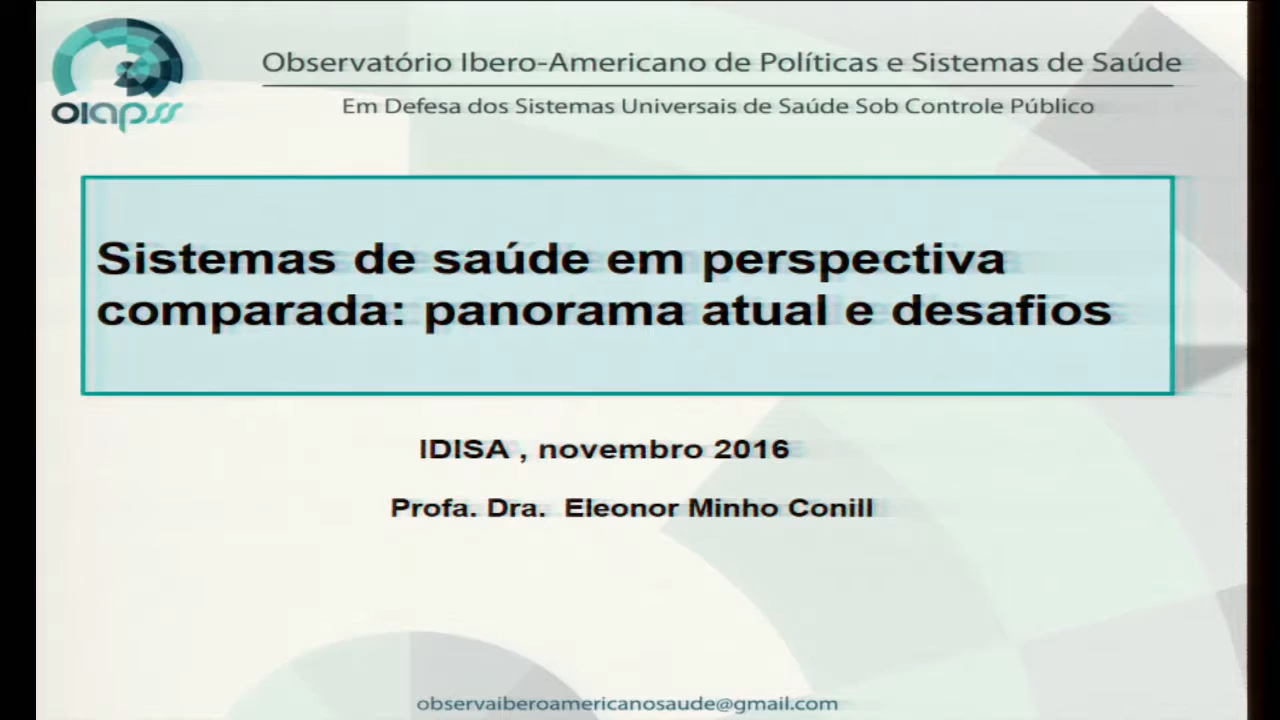 oiapss
Observatório Ibero-Americano de Políticas e Sistemas de Saúde
Em Defesa dos Sistemas Universais de Saúde Sob Controle Público
Sistemas de saúde em perspectiva
comparada: panorama atual e desafios
IDISA , novembro 2016
Profa. Dra. Eleonor Minho Conill
observaiberoamericanosaude@gmail.com